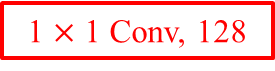 1 × 1 Conv, 128